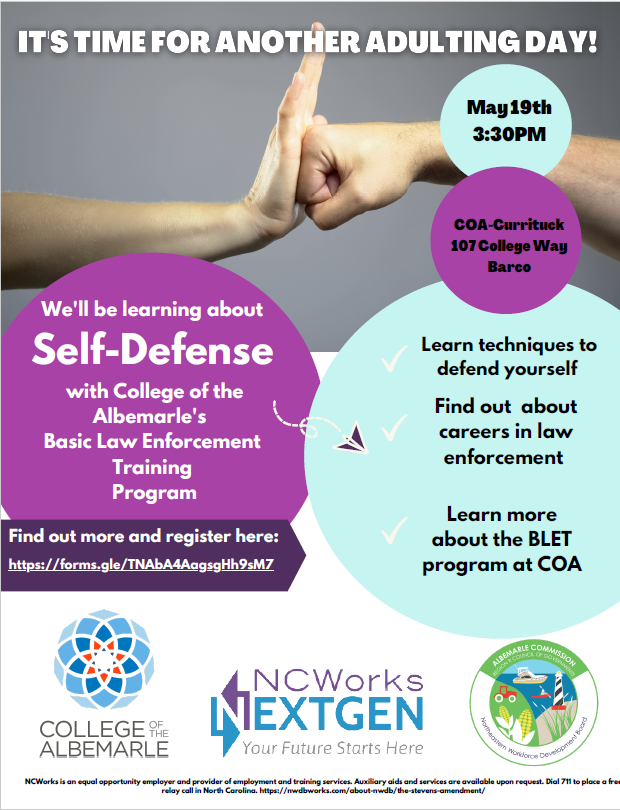 IT'S TIME FOR ANOTHER ADULTING DAY!
May 19th
3:30PM
COA-Currituck
107 College Way
Barco
We'll be learning about
Self-Defense
with College of the
Albemarle's
Basic Law Enforcement
Training
Program
Learn techniques to
defend yourself
Find out about
careers in law
enforcement
Learn more
about the BLET
program at COA
Find out more and register here:
https://forms.gle/TNAbA4AagsgHh9sM7
COLLEGE OF THE
ALBEMARLE
NCWorks
NEXTGEN
Your Future Starts Here
ALBEMARLE COMMISSION
REGION R COUNCIL OF GOVERNMENTS
Northeastern Workforce Development Board
NCWorks is an equal opportunity employer and provider of employment and training services. Auxiliary aids and services are available upon request. Dial 711 to place a free
relay call in North Carolina. https://nwdbworks.com/about-nwdb/the-stevens-amendment/